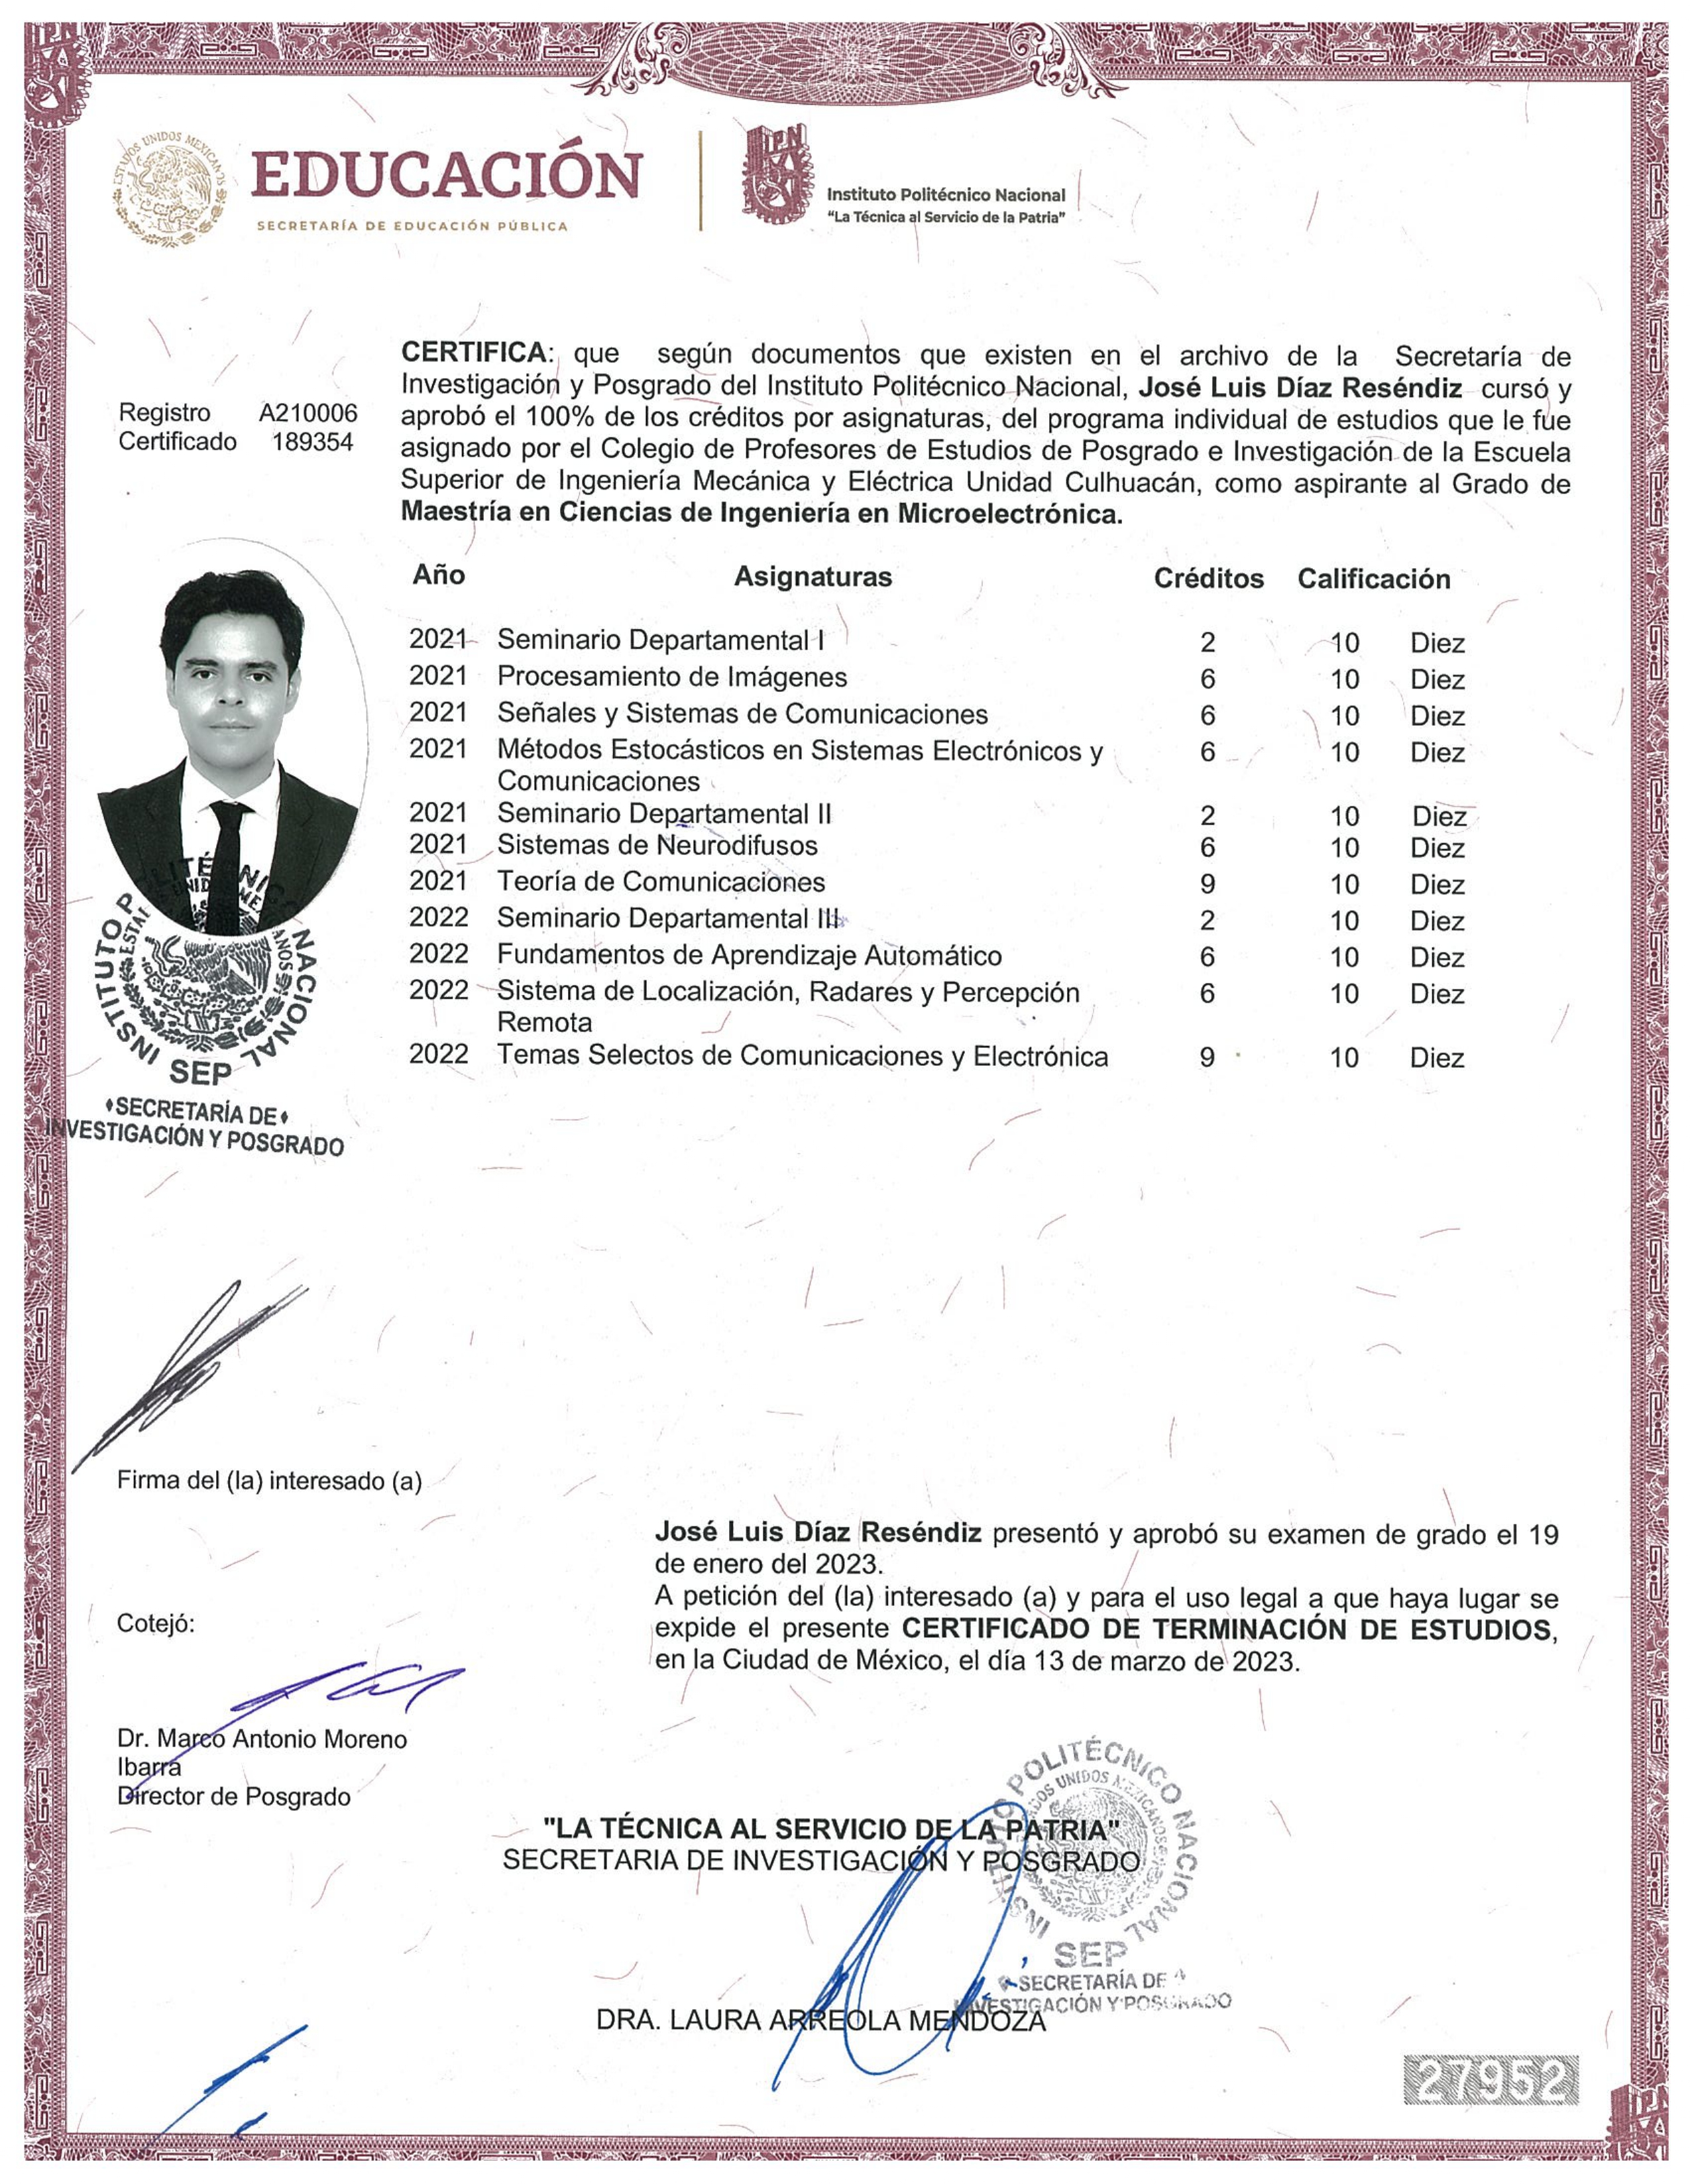 ESTADOS UNIDOS MEXICANOS
EDUCACIÓN
SECRETARÍA DE EDUCACIÓN PÚBLICA
IPN
Instituto Politécnico Nacional
"La Técnica al Servicio de la Patria"
CERTIFICA: que según documentos que existen en el archivo de la Secretaría de
Investigación y Posgrado del Instituto Politécnico Nacional, José Luis Díaz Reséndiz cursó y
aprobó el 100% de los créditos por asignaturas, del programa individual de estudios que le fue
asignado por el Colegio de Profesores de Estudios de Posgrado e Investigación de la Escuela
Superior de Ingeniería Mecánica y Eléctrica Unidad Culhuacán, como aspirante al Grado de
Maestría en Ciencias de Ingeniería en Microelectrónica.
Registro A210006
Certificado 189354
Año Asignaturas Créditos Calificación
2021 Seminario Departamental I 2 10 Diez
2021 Procesamiento de Imágenes 6 10 Diez
2021 Señales y Sistemas de Comunicaciones 6 10 Diez
2021 Métodos Estocásticos en Sistemas Electrónicos y 6 10 Diez
Comunicaciones
2021 Seminario Departamental II 2 10 Diez
2021 Sistemas de Neurodifusos 6 10 Diez
2021 Teoría de Comunicaciones 9 10 Diez
2022 Seminario Departamental III 2 10 Diez
2022 Fundamentos de Aprendizaje Automático 6 10 Diez
2022 Sistema de Localización, Radares y Percepción 6 10 Diez
Remota
2022 Temas Selectos de Comunicaciones y Electrónica 9 10 Diez
INSTITUTO POLITÉCNICO NACIONAL
SEP
SECRETARÍA DE
INVESTIGACIÓN Y POSGRADO
Firma del (la) interesado (a)
José Luis Díaz Reséndiz presentó y aprobó su examen de grado el 19
de enero del 2023.
A petición del (la) interesado (a) y para el uso legal a que haya lugar se
expide el presente CERTIFICADO DE TERMINACIÓN DE ESTUDIOS,
en la Ciudad de México, el día 13 de marzo de 2023.
Cotejó:
Dr. Marco Antonio Moreno
Ibarra
Director de Posgrado
"LA TÉCNICA AL SERVICIO DE LA PATRIA"
SECRETARIA DE INVESTIGACIÓN Y POSGRADO
INSTITUTO POLITÉCNICO NACIONAL
ESTADOS UNIDOS MEXICANOS
SEP
SECRETARÍA DE
INVESTIGACIÓN Y POSGRADO
DRA. LAURA ARREOLA MENDOZA
27952